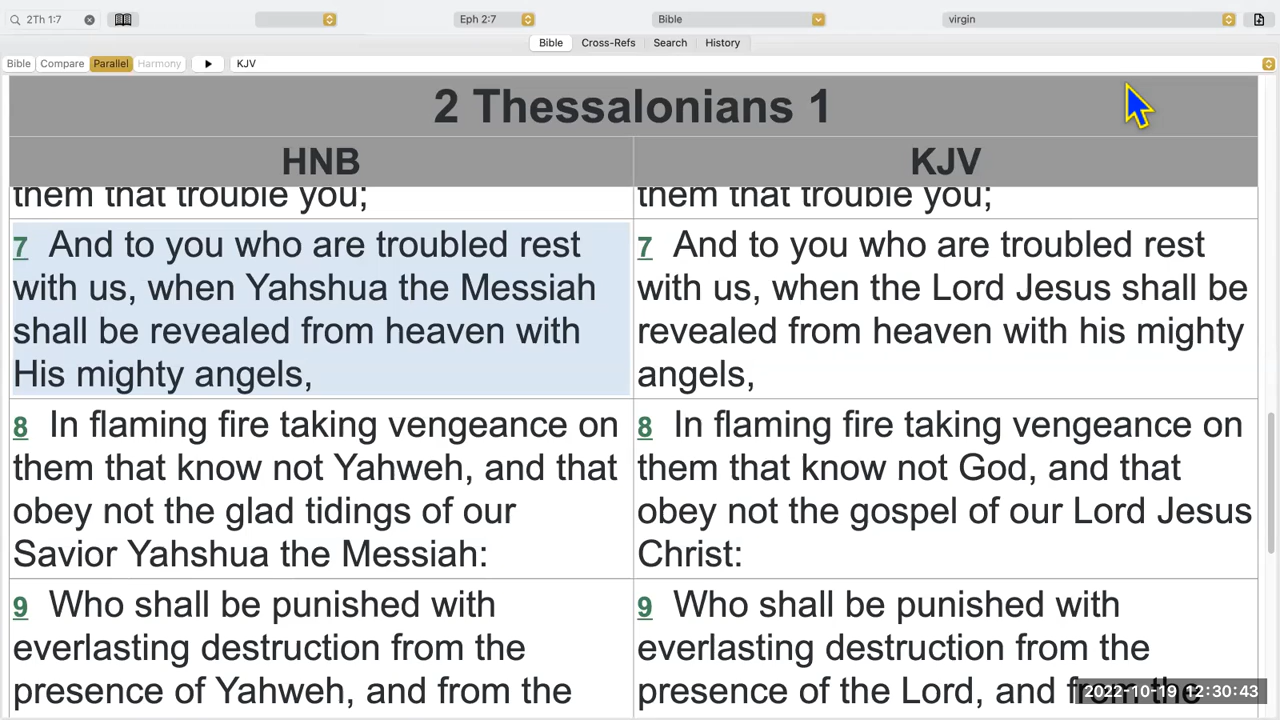 2Th 1:7 Eph 2:7 Bible virgin
Bible Cross-Refs Search History
Bible Compare Parallel Harmony KJV
2 Thessalonians 1
HNB
them that trouble you;
7 And to you who are troubled rest
with us, when Yahshua the Messiah
shall be revealed from heaven with
His mighty angels,
8 In flaming fire taking vengeance on
them that know not Yahweh, and that
obey not the glad tidings of our
Savior Yahshua the Messiah:
9 Who shall be punished with
everlasting destruction from the
presence of Yahweh, and from the
KJV
them that trouble you;
7 And to you who are troubled rest
with us, when the Lord Jesus shall be
revealed from heaven with his mighty
angels,
8 In flaming fire taking vengeance on
them that know not God, and that
obey not the gospel of our Lord Jesus
Christ:
9 Who shall be punished with
everlasting destruction from the
presence of the Lord, and from the
2022-10-19 12:30:43